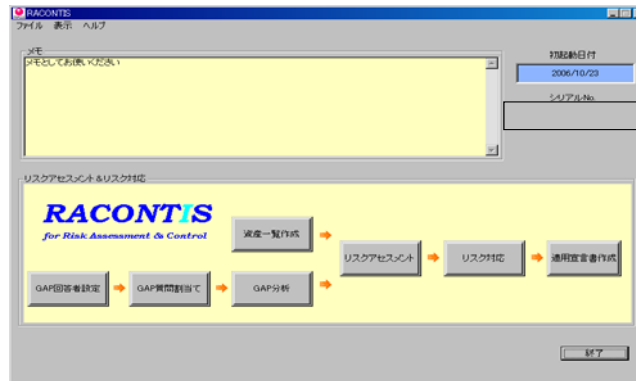 RACONTIS
ファイル 表示 ヘルプ
メモ
メモとしてお使いください
初起動日付
2006/10/23
シリアルNo.
リスクアセスメント&リスク対応
RACONTIS
for Risk Assessment & Control
資産一覧作成
リスクアセスメント
リスク対応
適用宣言書作成
GAP回答者設定
GAP質問割当て
GAP分析
終了